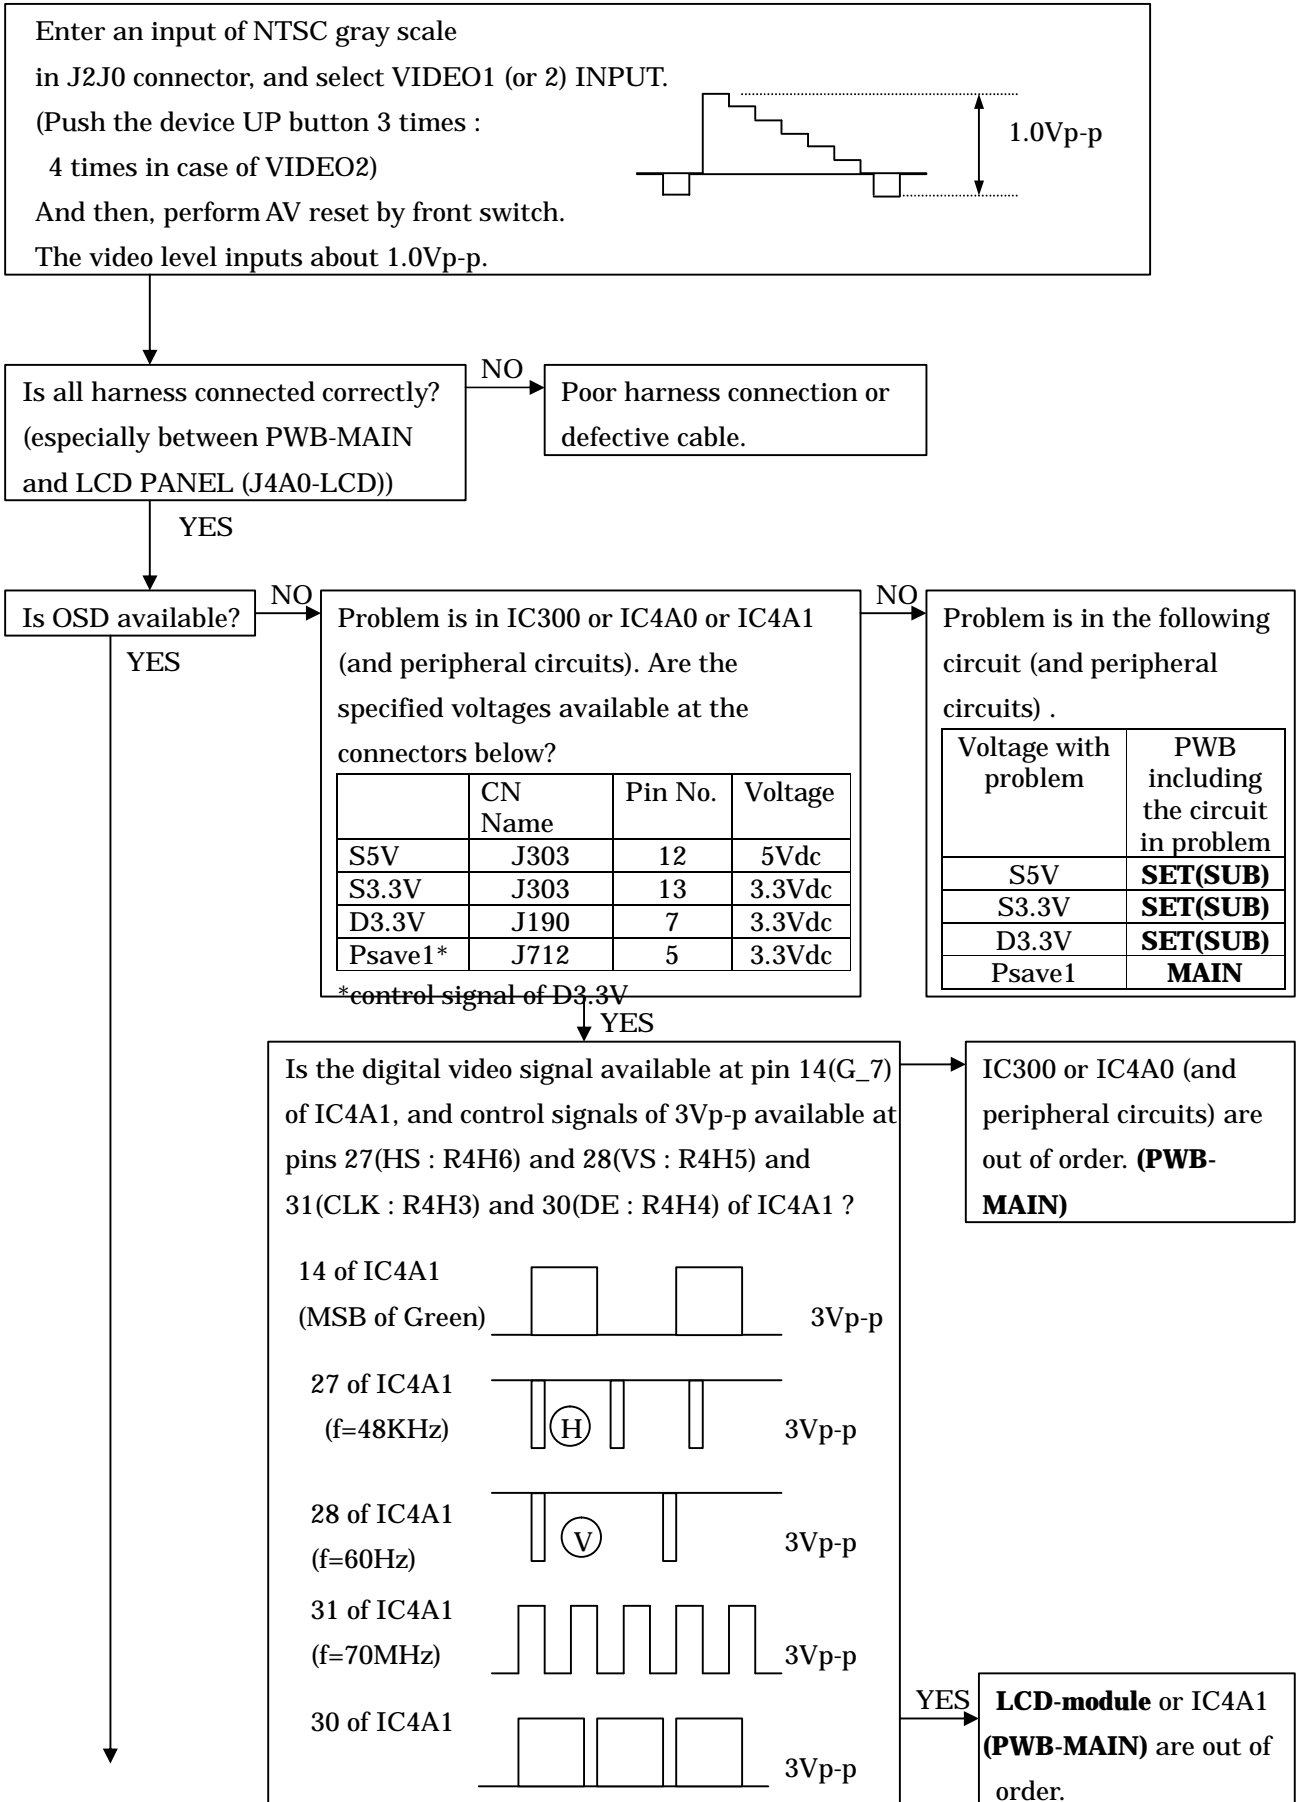 Enter an input of NTSC gray scale
in J2J0 connector, and select VIDEO1 (or 2) INPUT.
(Push the device UP button 3 times :
4 times in case of VIDEO2)
And then, perform AV reset by front switch.
The video level inputs about 1.0Vp-p.
1.0Vp-p
Is all harness connected correctly?
(especially between PWB-MAIN
and LCD PANEL (J4A0-LCD))
NO
Poor harness connection or
defective cable.
YES
Is OSD available?
NO
YES
Problem is in IC300 or IC4A0 or IC4A1
(and peripheral circuits). Are the
specified voltages available at the
connectors below?
CN Name Pin No. Voltage
S5V J303 12 5Vdc
S3.3V J303 13 3.3Vdc
D3.3V J190 7 3.3Vdc
Psave1* J712 5 3.3Vdc
*control signal of D3.3V
NO
Problem is in the following
circuit (and peripheral
circuits) .
Voltage with problem
PWB including the circuit in problem
S5V SET(SUB)
S3.3V SET(SUB)
D3.3V SET(SUB)
Psave1 MAIN
YES
Is the digital video signal available at pin 14(G_7)
of IC4A1, and control signals of 3Vp-p available at
pins 27(HS : R4H6) and 28(VS : R4H5) and
31(CLK : R4H3) and 30(DE : R4H4) of IC4A1 ?
IC300 or IC4A0 (and
peripheral circuits) are
out of order. (PWB-
MAIN)
14 of IC4A1
(MSB of Green)
3Vp-p
27 of IC4A1
(f=48KHz)
H
3Vp-p
28 of IC4A1
(f=60Hz)
V
3Vp-p
31 of IC4A1
(f=70MHz)
3Vp-p
30 of IC4A1
3Vp-p
YES
LCD-module or IC4A1
(PWB-MAIN) are out of
order.